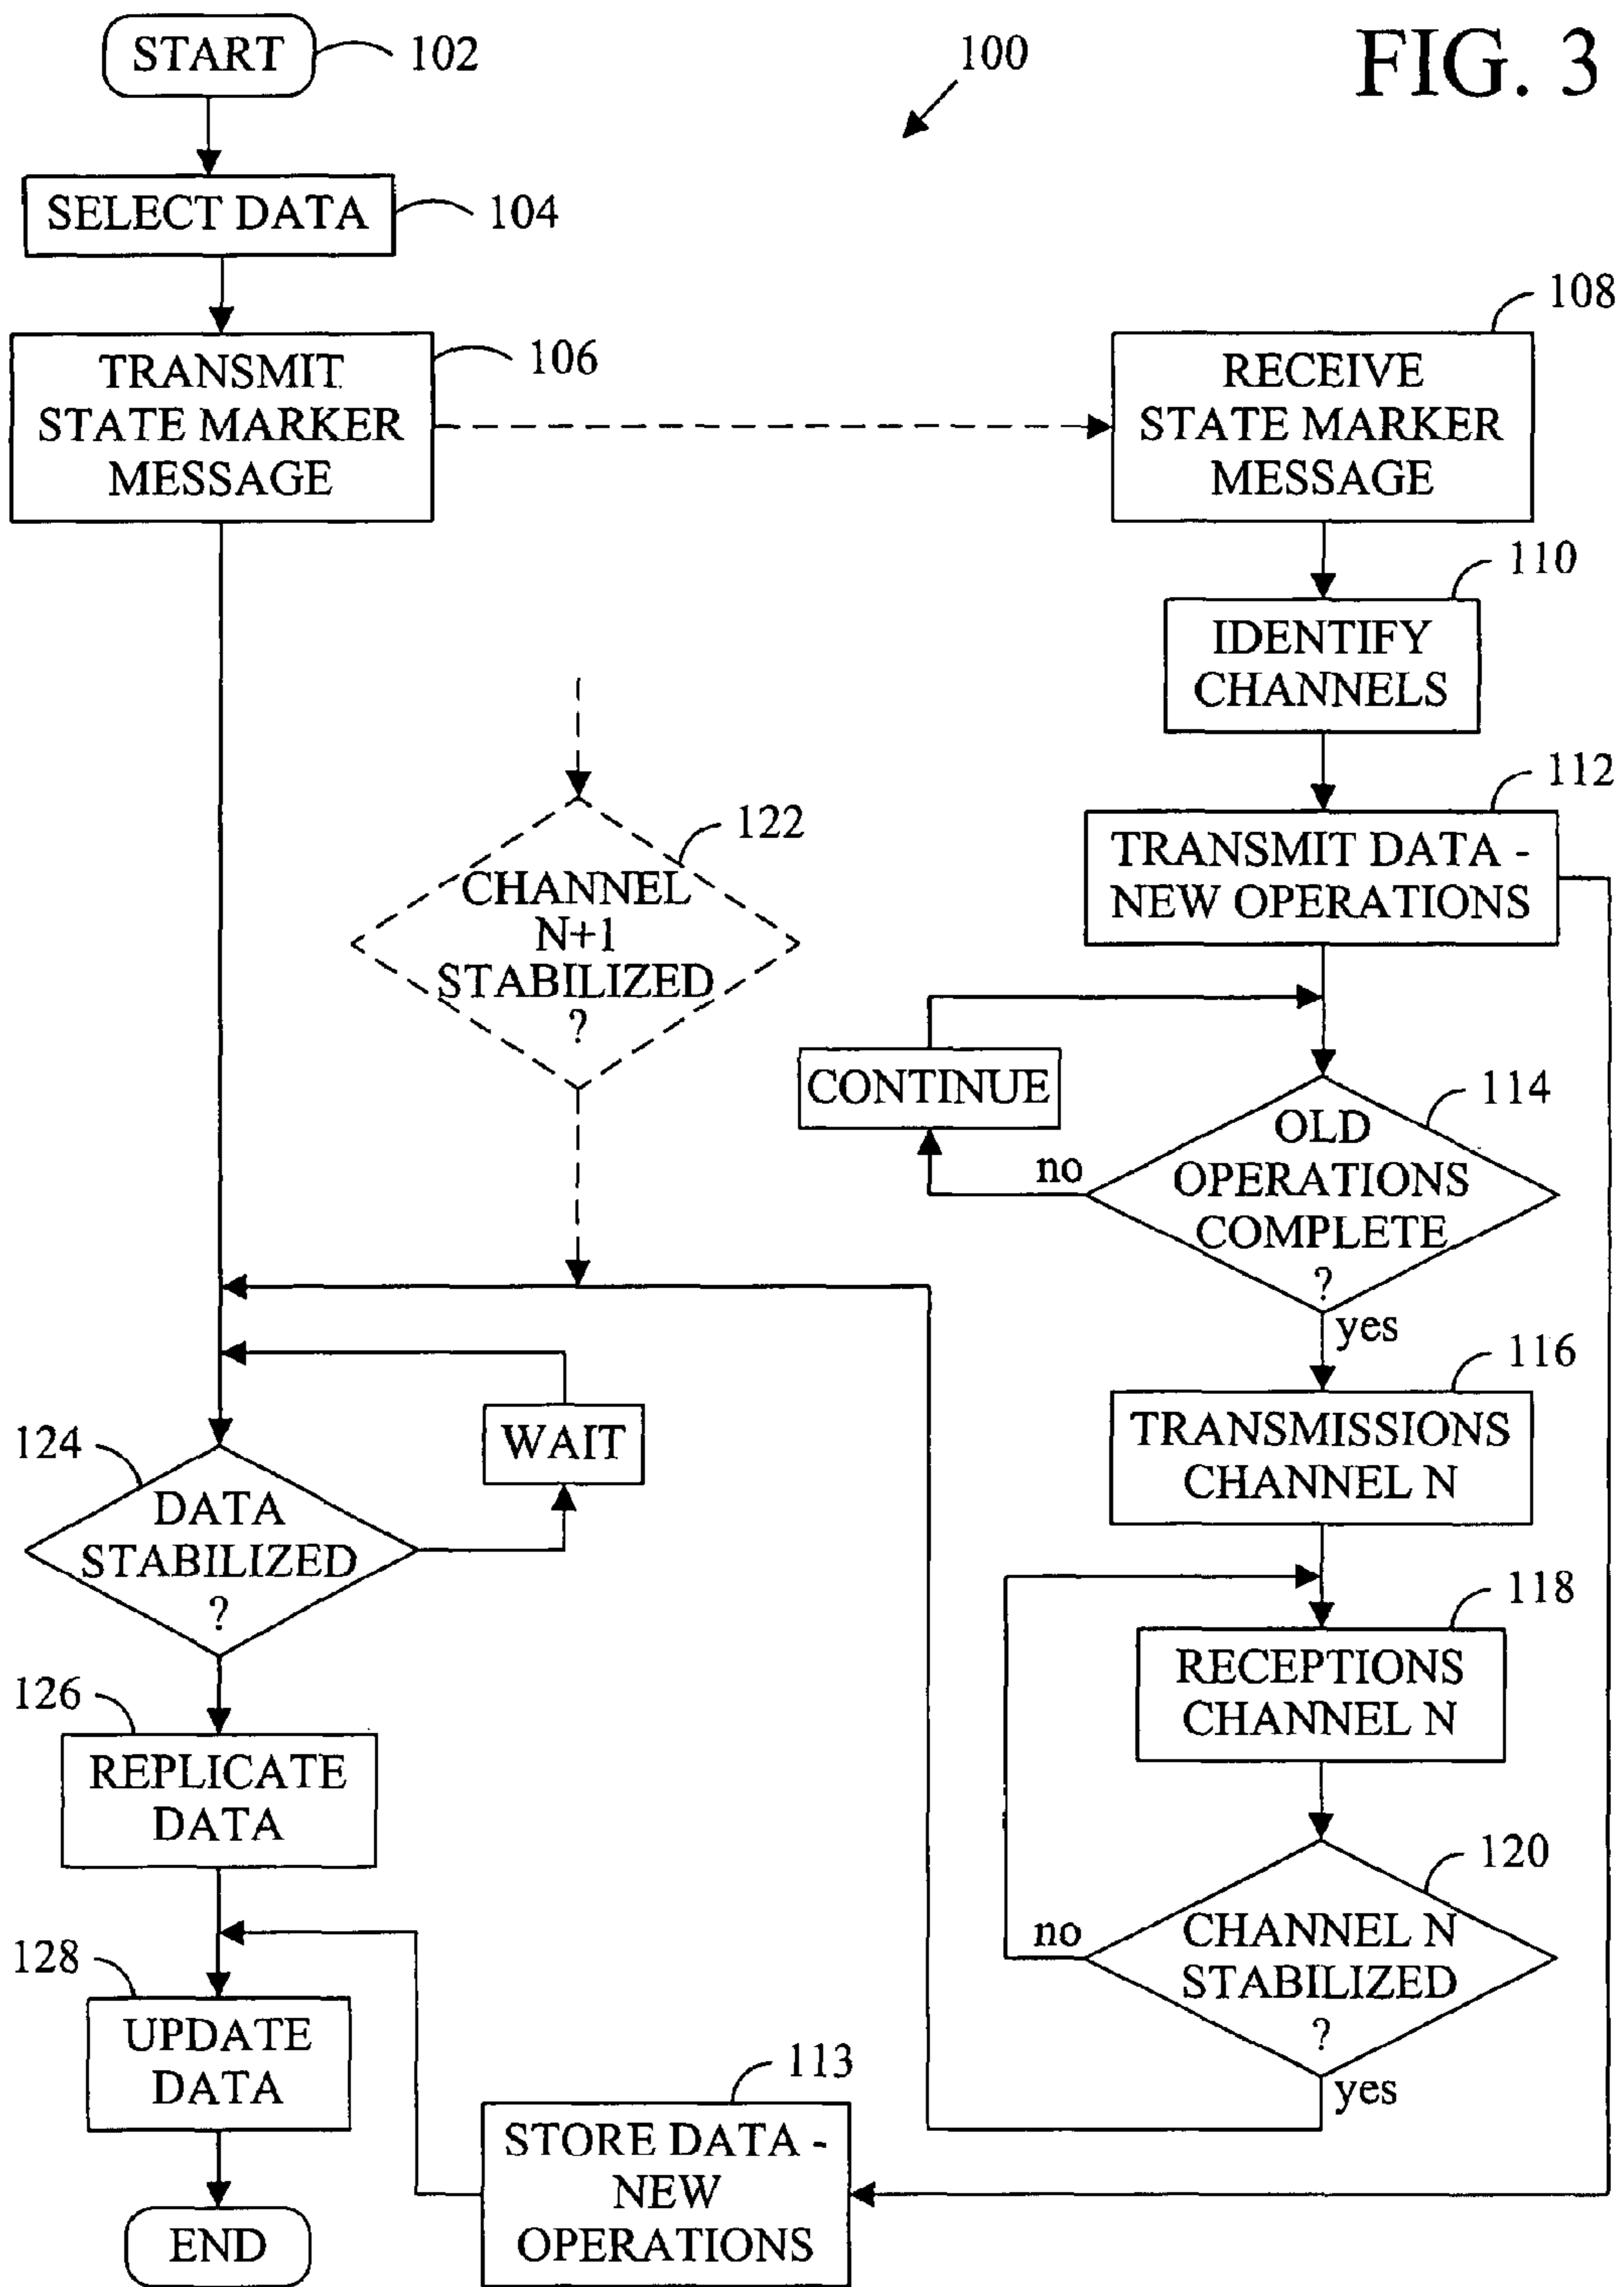 FIG. 3
100
START
102
SELECT DATA
104
TRANSMIT
STATE MARKER
MESSAGE
106
RECEIVE
STATE MARKER
MESSAGE
108
IDENTIFY
CHANNELS
110
TRANSMIT DATA -
NEW OPERATIONS
112
CHANNEL
N+1
STABILIZED
?
122
CONTINUE
no
OLD
OPERATIONS
COMPLETE
?
114
yes
TRANSMISSIONS
CHANNEL N
116
WAIT
124
DATA
STABILIZED
?
RECEPTIONS
CHANNEL N
118
126
REPLICATE
DATA
no
CHANNEL N
STABILIZED
?
120
yes
128
UPDATE
DATA
113
STORE DATA -
NEW
OPERATIONS
END